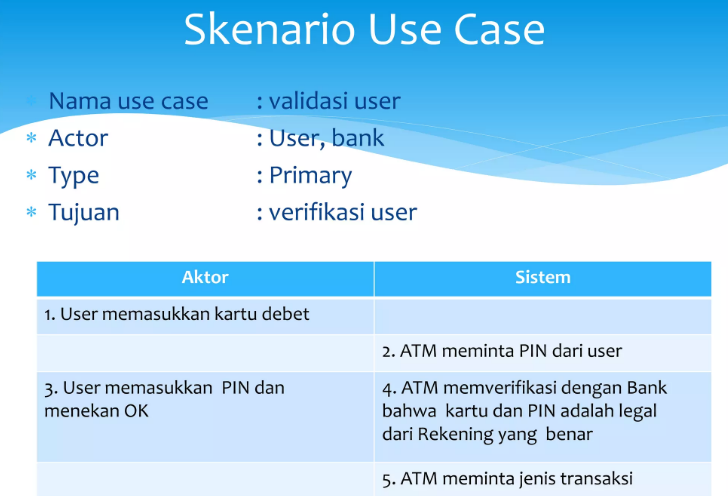 Skenario Use Case
Nama use case : validasi user
Actor : User, bank
Type : Primary
Tujuan : verifikasi user
Aktor Sistem
1. User memasukkan kartu debet
2. ATM meminta PIN dari user
3. User memasukkan PIN dan
menekan OK
4. ATM memverifikasi dengan Bank
bahwa kartu dan PIN adalah legal
dari Rekening yang benar
5. ATM meminta jenis transaksi